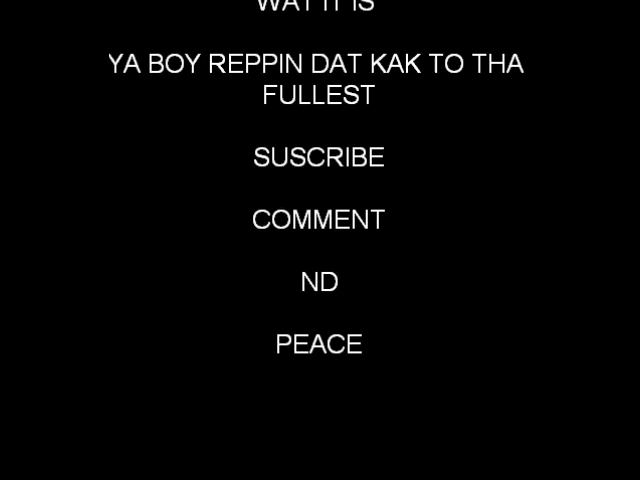 WAT IT IS
YA BOY REPPIN DAT KAK TO THA
FULLEST
SUSCRIBE
COMMENT
ND
PEACE